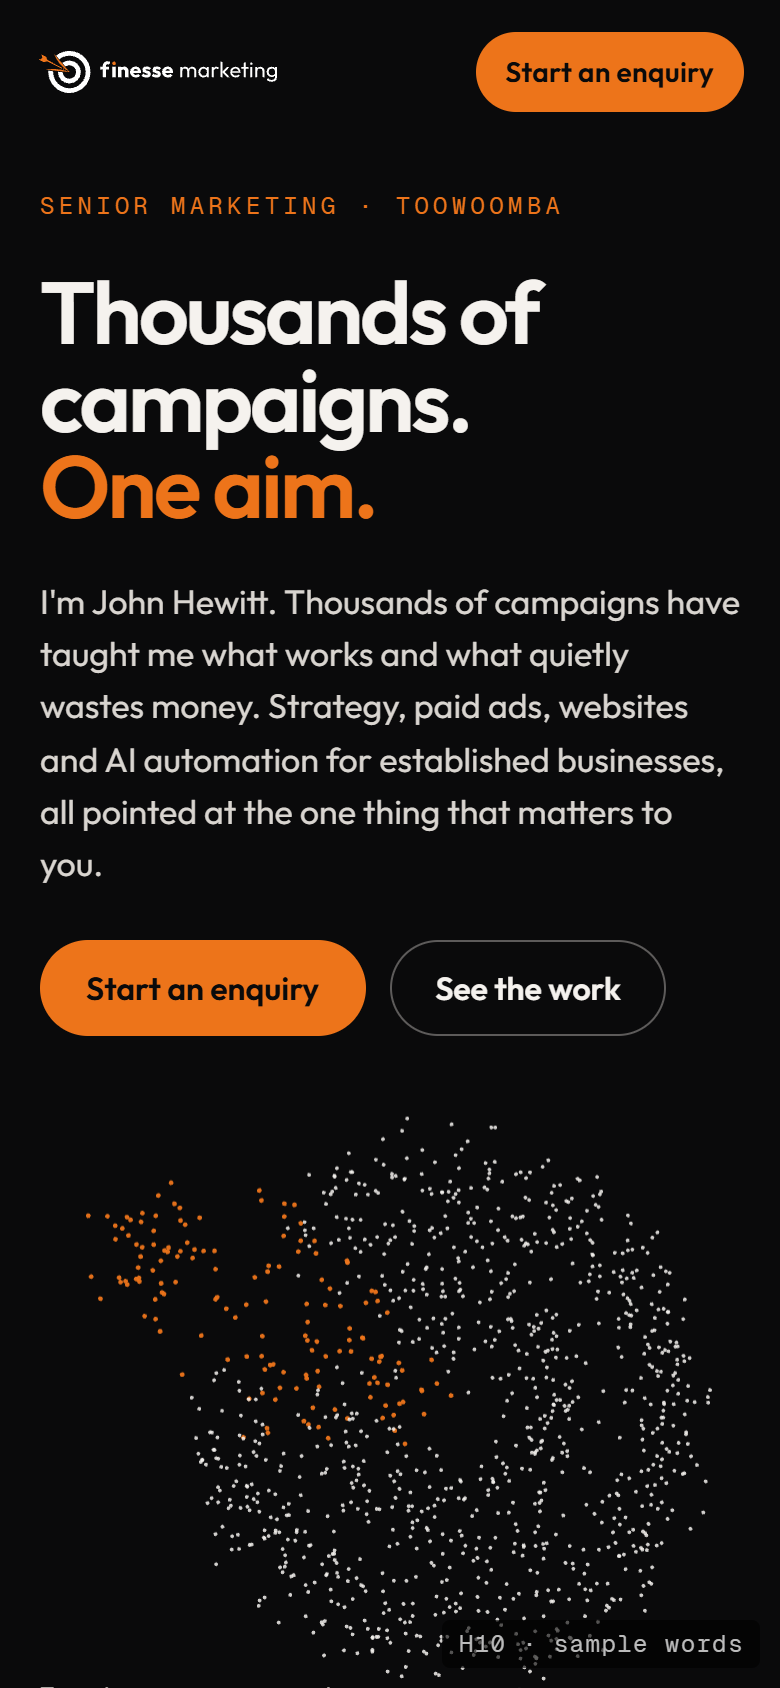 finesse marketing
Start an enquiry
SENIOR MARKETING · TOOWOOMBA
Thousands of
campaigns.
One aim.
I'm John Hewitt. Thousands of campaigns have
taught me what works and what quietly
wastes money. Strategy, paid ads, websites
and AI automation for established businesses,
all pointed at the one thing that matters to
you.
Start an enquiry
See the work
H10 · sample words